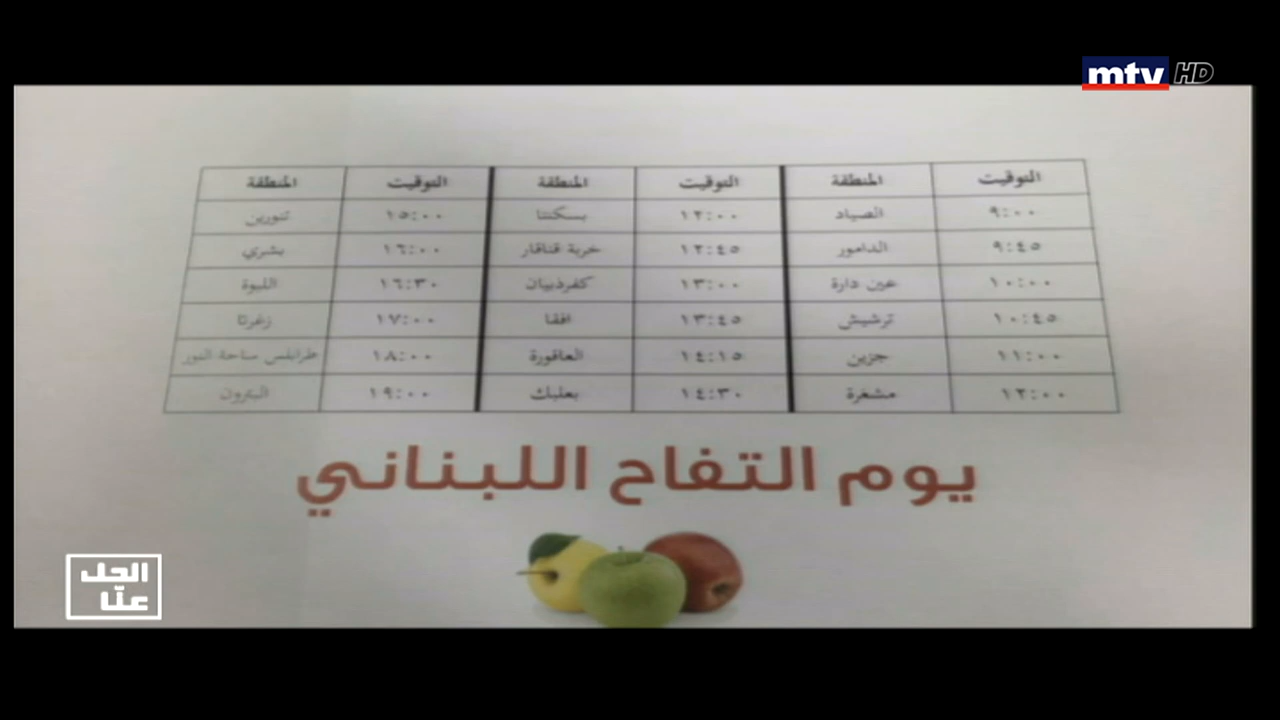 mtv HD
التوقيت المنطقة التوقيت المنطقة التوقيت المنطقة
٩:٠٠ الصياد ١٢:٠٠ بسكنتا ١٥:٠٠ تنورين
٩:٤٥ الدامور ١٢:٤٥ خربة قنافار ١٦:٠٠ بشري
١٠:٠٠ عين دارة ١٣:٠٠ كفردبيان ١٦:٣٠ اللبوة
١٠:٤٥ ترشيش ١٣:٤٥ افقا ١٧:٠٠ زغرتا
١١:٠٠ جزين ١٤:١٥ العاقورة ١٨:٠٠ طرابلس ساحة النور
١٢:٠٠ مشغرة ١٤:٣٠ بعلبك ١٩:٠٠ البترون
يوم التفاح اللبناني
الحل
عنّا